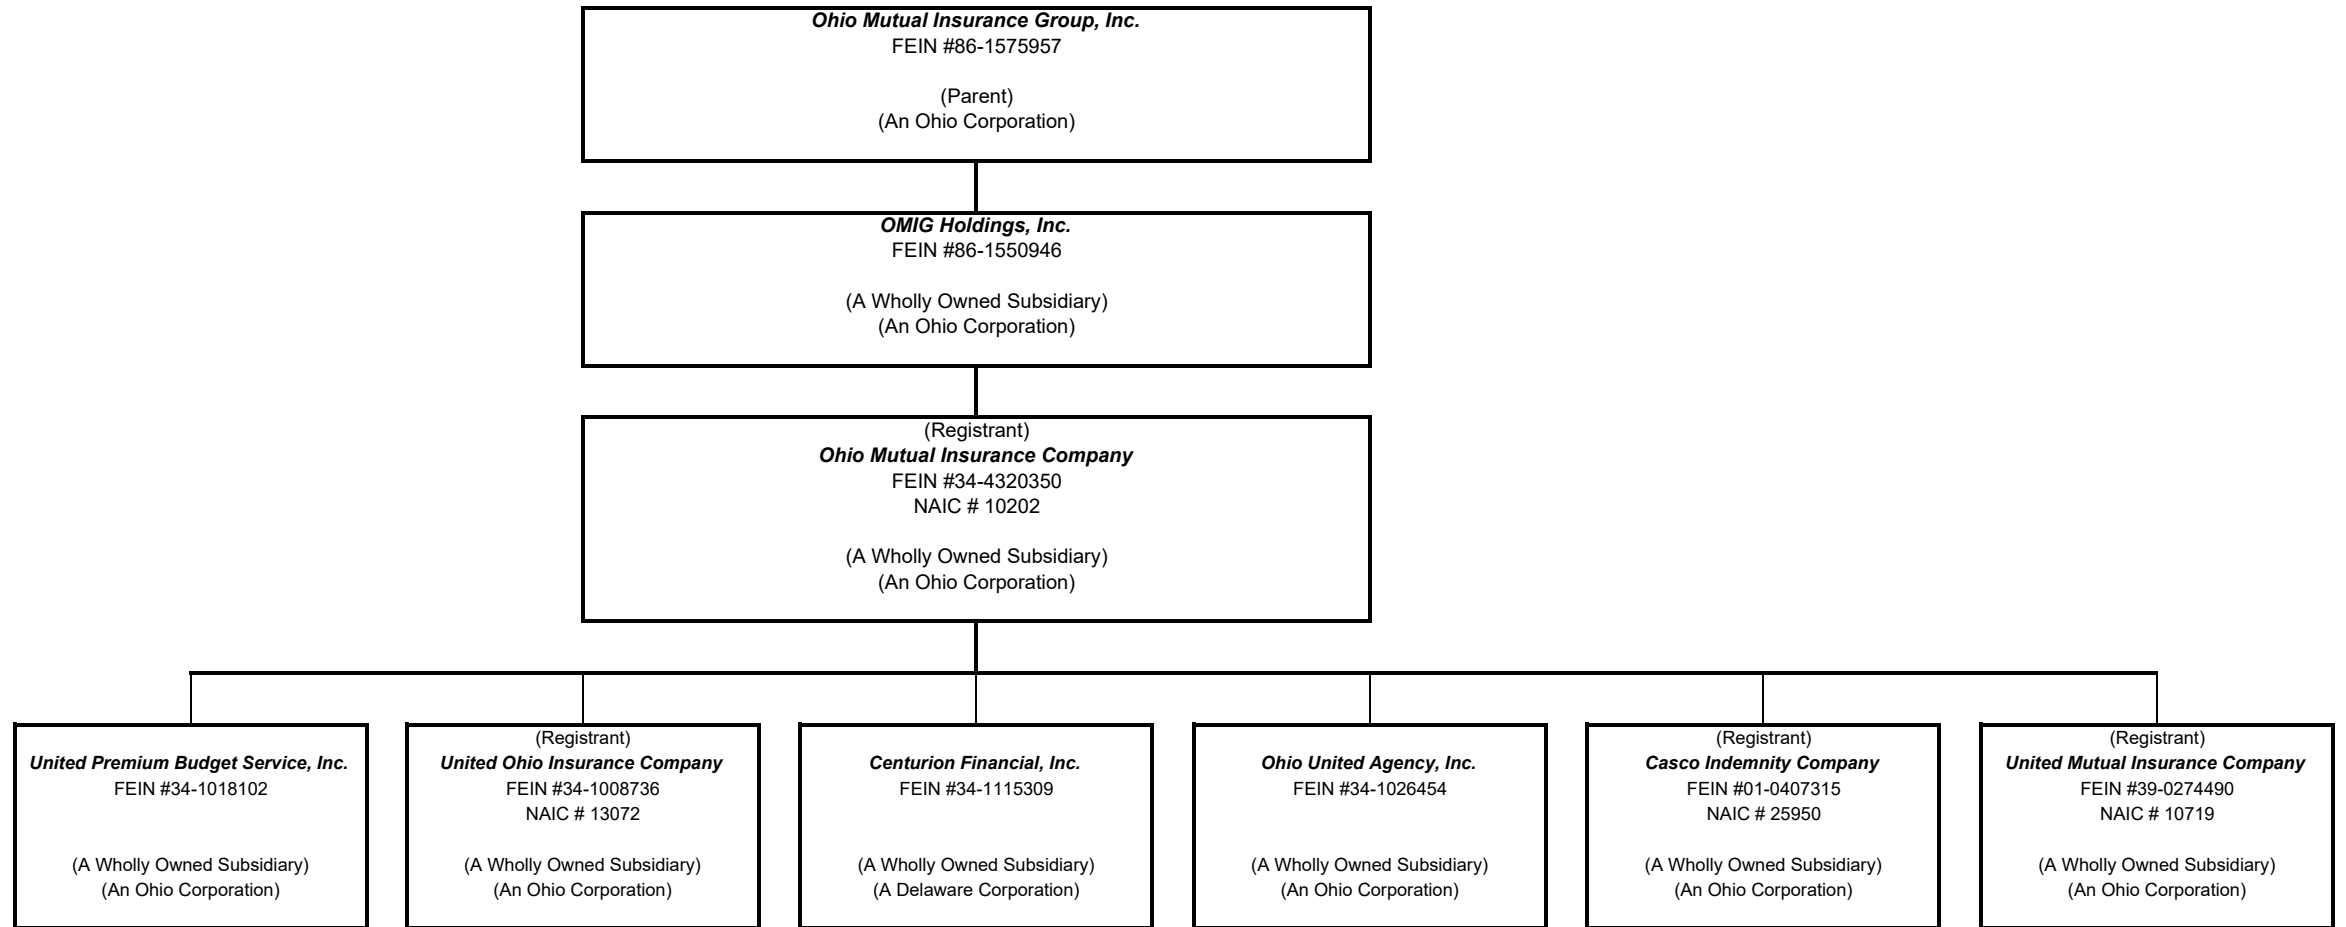 Ohio Mutual Insurance Group, Inc.
FEIN #86-1575957
(Parent)
(An Ohio Corporation)
OMIG Holdings, Inc.
FEIN #86-1550946
(A Wholly Owned Subsidiary)
(An Ohio Corporation)
(Registrant)
Ohio Mutual Insurance Company
FEIN #34-4320350
NAIC # 10202
(A Wholly Owned Subsidiary)
(An Ohio Corporation)
United Premium Budget Service, Inc.
FEIN #34-1018102
(A Wholly Owned Subsidiary)
(An Ohio Corporation)
(Registrant)
United Ohio Insurance Company
FEIN #34-1008736
NAIC # 13072
(A Wholly Owned Subsidiary)
(An Ohio Corporation)
Centurion Financial, Inc.
FEIN #34-1115309
(A Wholly Owned Subsidiary)
(A Delaware Corporation)
Ohio United Agency, Inc.
FEIN #34-1026454
(A Wholly Owned Subsidiary)
(An Ohio Corporation)
(Registrant)
Casco Indemnity Company
FEIN #01-0407315
NAIC # 25950
(A Wholly Owned Subsidiary)
(An Ohio Corporation)
(Registrant)
United Mutual Insurance Company
FEIN #39-0274490
NAIC # 10719
(A Wholly Owned Subsidiary)
(An Ohio Corporation)